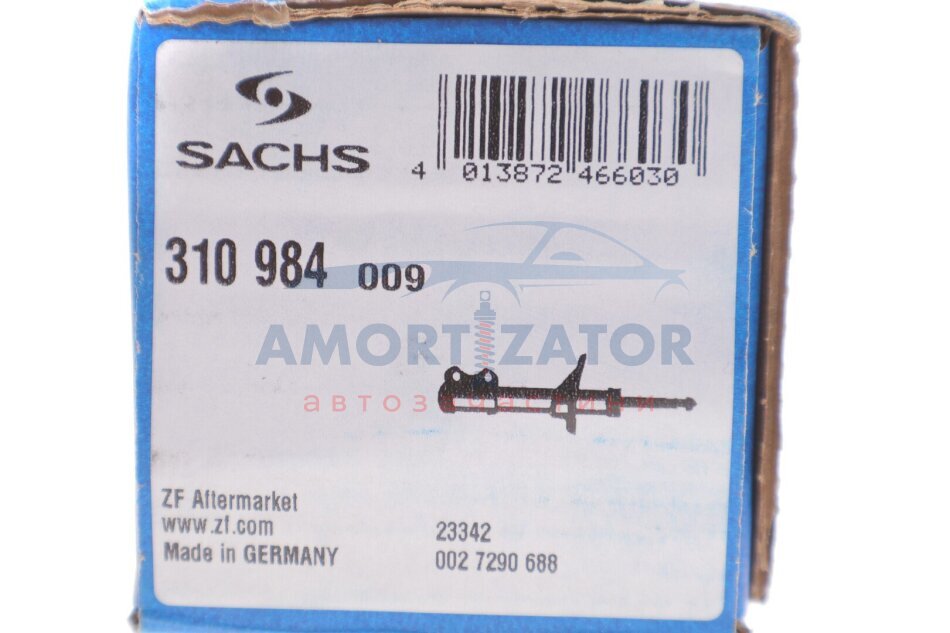 SACHS
4 013872 466030
310 984 009
AMORTIZATOR
автозапчастини
ZF Aftermarket
www.zf.com
Made in GERMANY
23342
002 7290 688